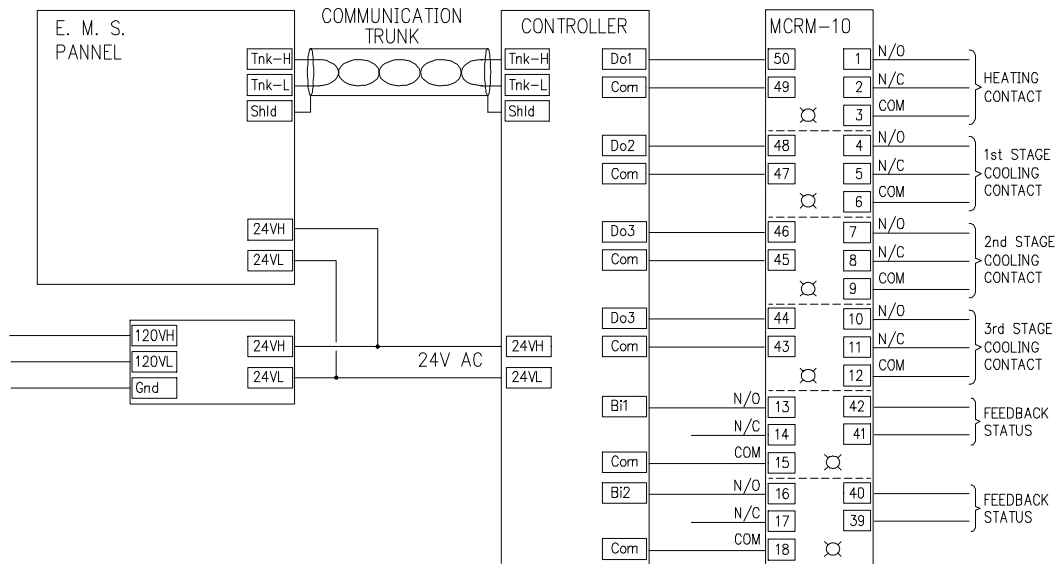 E. M. S.
PANNEL
Tnk-H
Tnk-L
Shld
24VH
24VL
COMMUNICATION
TRUNK
120VH
120VL
Gnd
24VH
24VL
24V AC
CONTROLLER
Tnk-H
Tnk-L
Shld
24VH
24VL
Do1
Com
Do2
Com
Do3
Com
Do3
Com
Bi1
Com
Bi2
Com
N/O
N/C
COM
N/O
N/C
COM
MCRM-10
50 1
49 2
3
48 4
47 5
6
46 7
45 8
9
44 10
43 11
12
13 42
14 41
15
16 40
17 39
18
N/O
N/C
COM
HEATING
CONTACT
N/O
N/C
COM
1st STAGE
COOLING
CONTACT
N/O
N/C
COM
2nd STAGE
COOLING
CONTACT
N/O
N/C
COM
3rd STAGE
COOLING
CONTACT
FEEDBACK
STATUS
FEEDBACK
STATUS